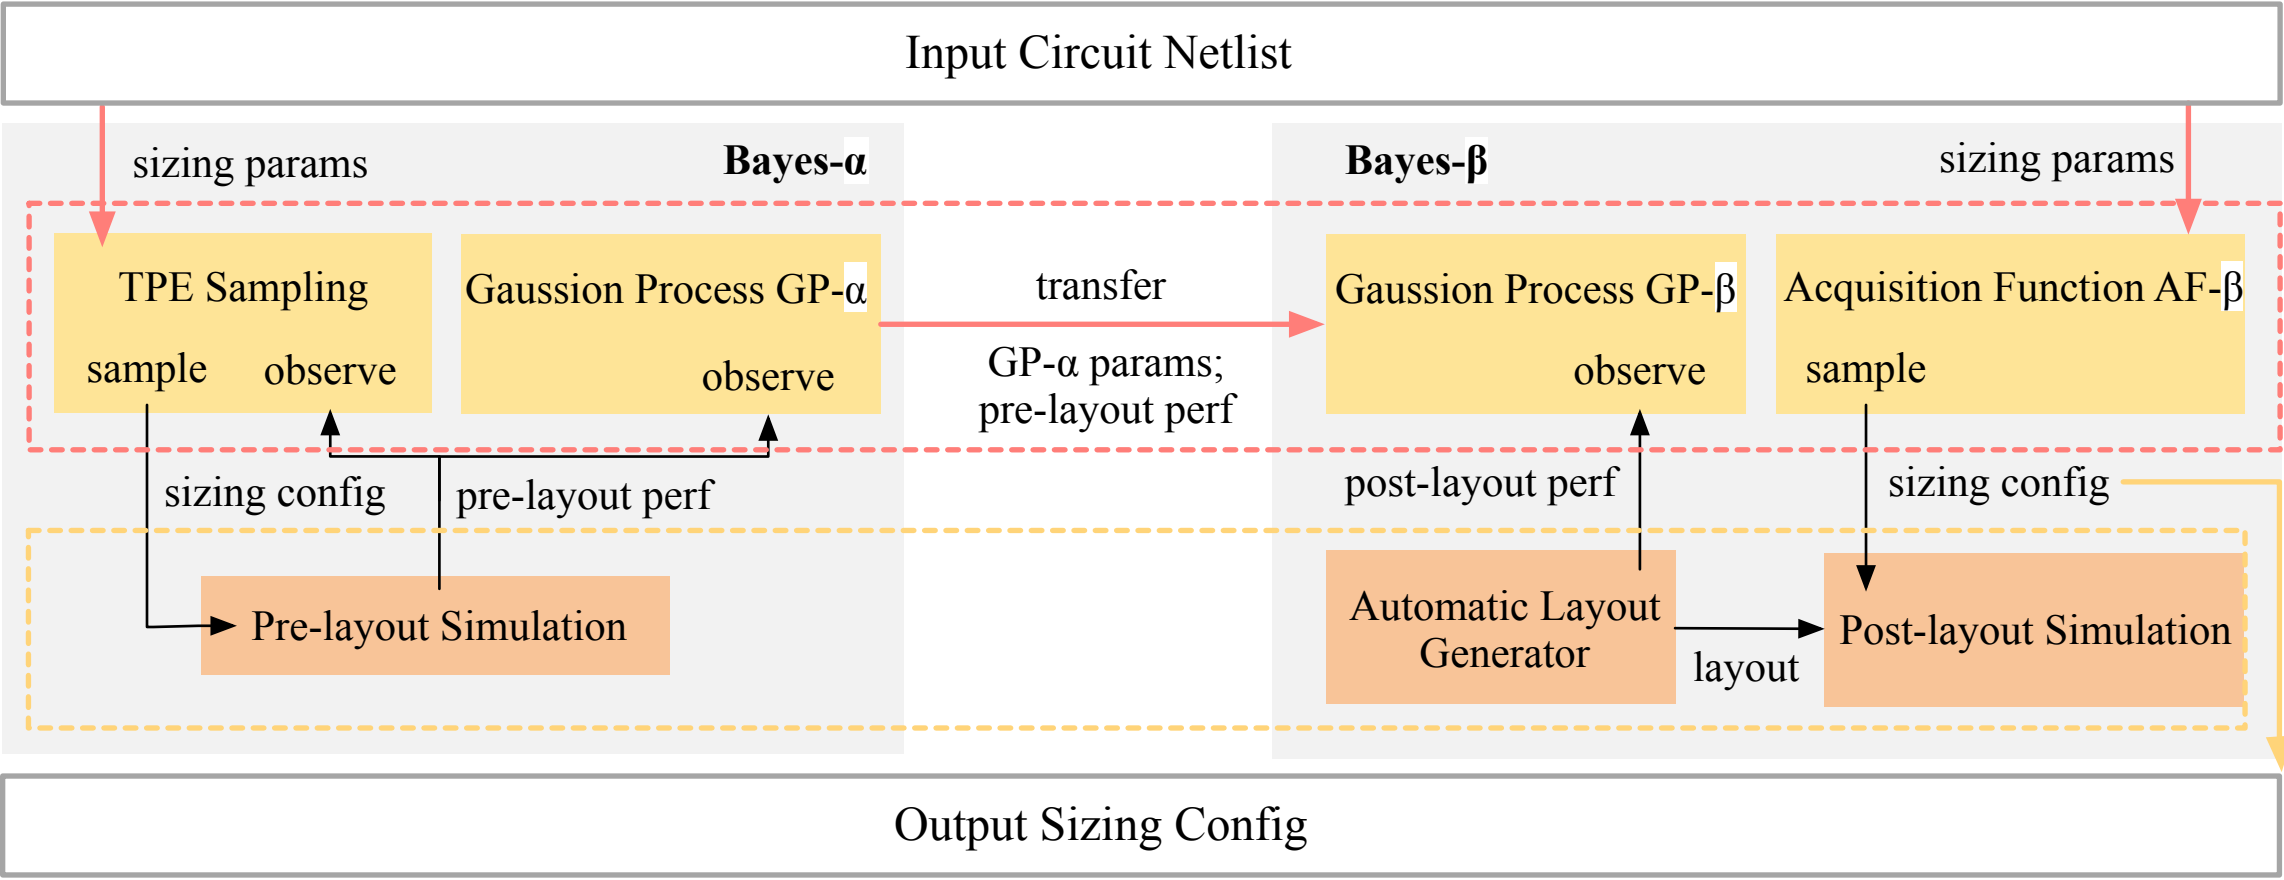 Input Circuit Netlist
sizing params
Bayes-α
Bayes-β
sizing params
TPE Sampling
sample
observe
Gaussion Process GP-α
observe
transfer
GP-α params;
pre-layout perf
Gaussion Process GP-β
observe
Acquisition Function AF-β
sample
sizing config
pre-layout perf
post-layout perf
sizing config
Pre-layout Simulation
Automatic Layout
Generator
layout
Post-layout Simulation
Output Sizing Config